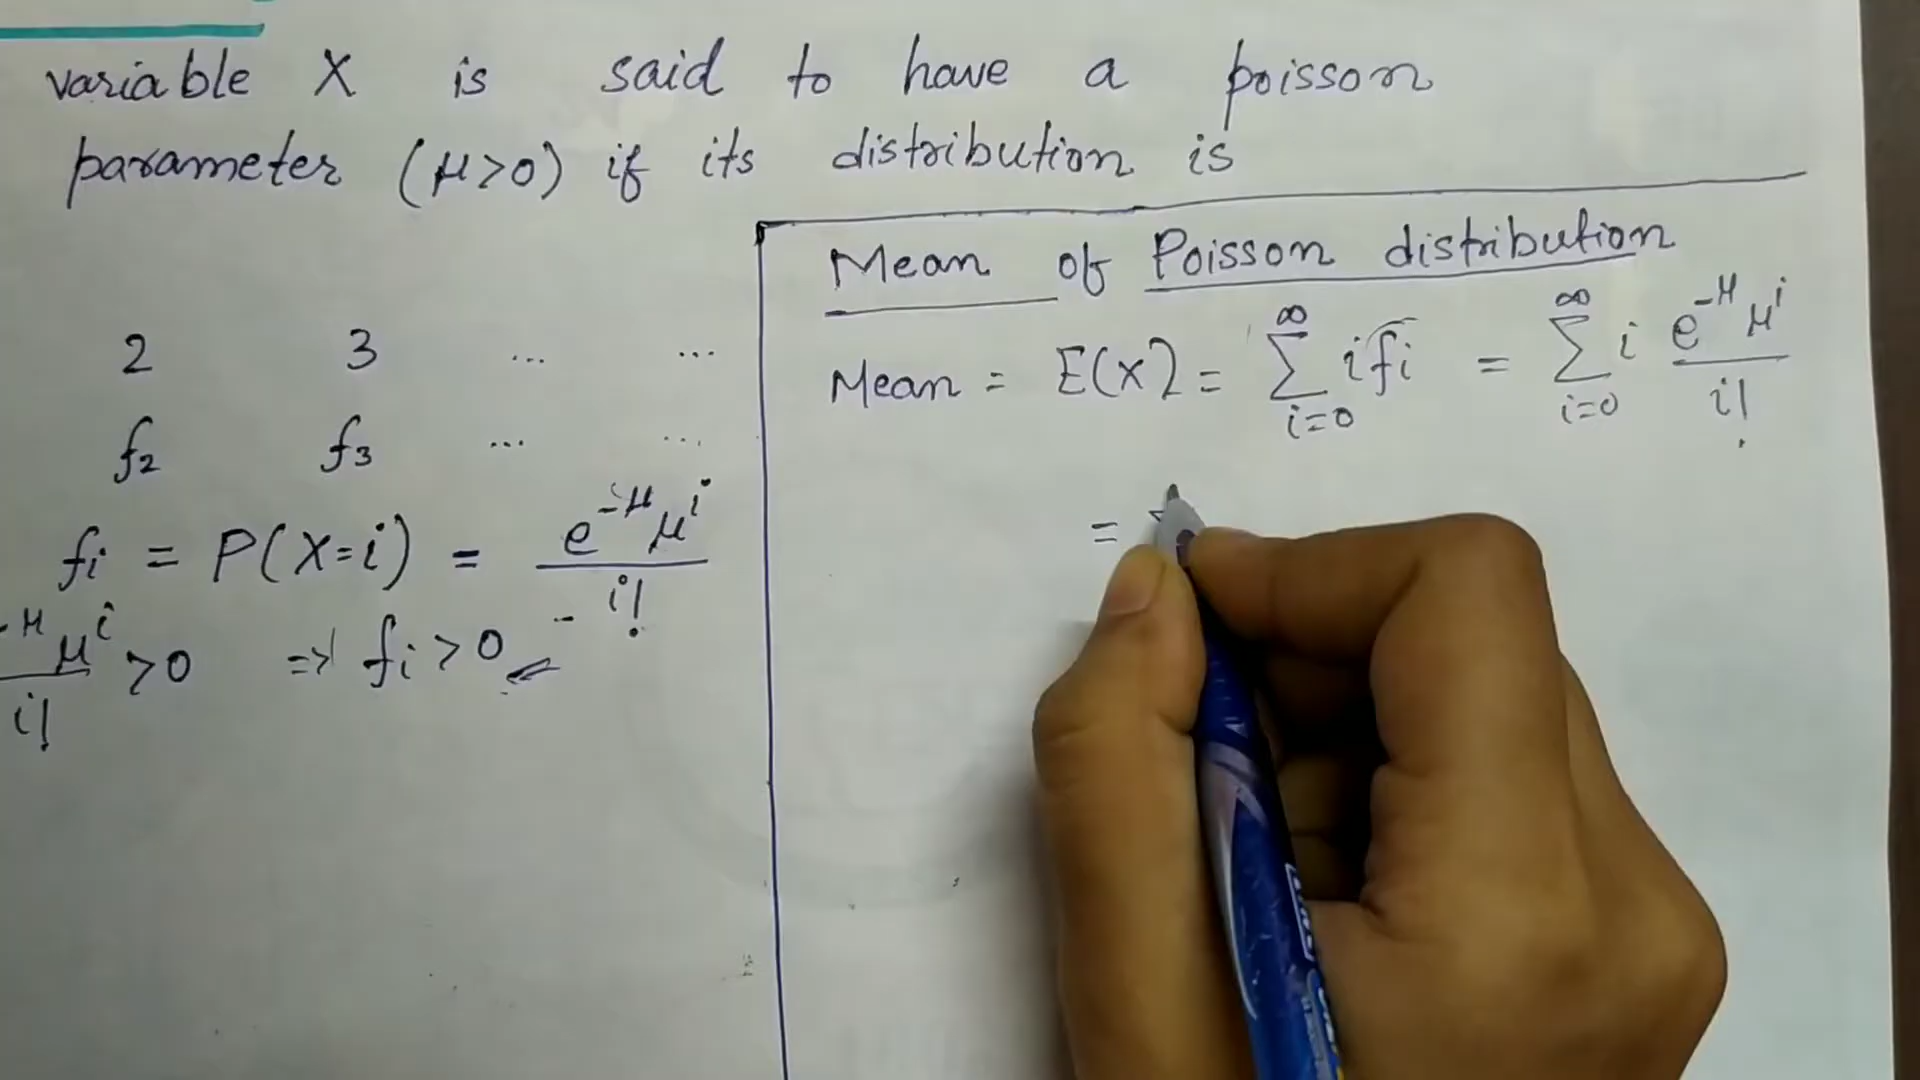 variable X is said to have a poisson
parameter (μ>0) if its distribution is
2 3 ... ...
f2 f3 ... ...
fi = P(X=i) = e^-μ μ^i / i!
-μ μ^i / i! >0 => fi >0
Mean of Poisson distribution
Mean = E(X) = ∞ Σ i=0 i fi = ∞ Σ i=0 i e^-μ μ^i / i!
=